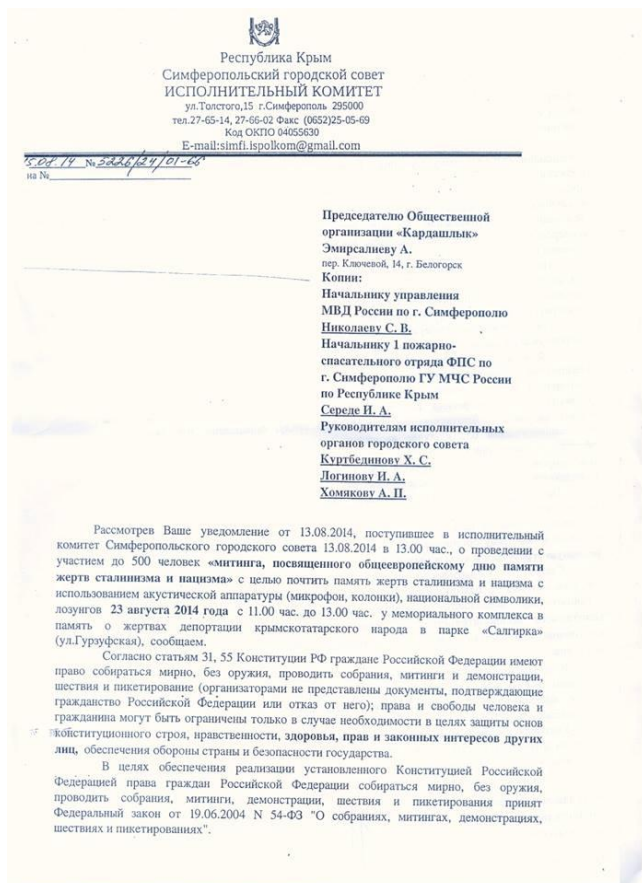 Республика Крым
Симферопольский городской совет
ИСПОЛНИТЕЛЬНЫЙ КОМИТЕТ
ул.Толстого,15 г.Симферополь 295000
тел.27-65-14, 27-66-02 Факс (0652)25-05-69
Код ОКПО 04055630
E-mail:simfi.ispolkom@gmail.com
15.08.14 № 5226/24/01-66
на №
Председателю Общественной
организации «Кардашлык»
Эмирсалиеву А.
пер. Ключевой, 14, г. Белогорск
Копии:
Начальнику управления
МВД России по г. Симферополю
Николаеву С. В.
Начальнику 1 пожарно-
спасательного отряда ФПС по
г. Симферополю ГУ МЧС России
по Республике Крым
Середе И. А.
Руководителям исполнительных
органов городского совета
Куртбединову Х. С.
Логинову И. А.
Хомякову А. П.
Рассмотрев Ваше уведомление от 13.08.2014, поступившее в исполнительный
комитет Симферопольского городского совета 13.08.2014 в 13.00 час., о проведении с
участием до 500 человек «митинга, посвященного общеевропейскому дню памяти
жертв сталинизма и нацизма» с целью почтить память жертв сталинизма и нацизма с
использованием акустической аппаратуры (микрофон, колонки), национальной символики,
лозунгов 23 августа 2014 года с 11.00 час. до 13.00 час. у мемориального комплекса в
память о жертвах депортации крымскотатарского народа в парке «Салгирка»
(ул.Гурзуфская), сообщаем.
Согласно статьям 31, 55 Конституции РФ граждане Российской Федерации имеют
право собираться мирно, без оружия, проводить собрания, митинги и демонстрации,
шествия и пикетирование (организаторами не представлены документы, подтверждающие
гражданство Российской Федерации или отказ от него); права и свободы человека и
гражданина могут быть ограничены только в случае необходимости в целях защиты основ
конституционного строя, нравственности, здоровья, прав и законных интересов других
лиц, обеспечения обороны страны и безопасности государства.
В целях обеспечения реализации установленного Конституцией Российской
Федерацией права граждан Российской Федерации собираться мирно, без оружия,
проводить собрания, митинги, демонстрации, шествия и пикетирования принят
Федеральный закон от 19.06.2004 N 54-ФЗ "О собраниях, митингах, демонстрациях,
шествиях и пикетированиях".